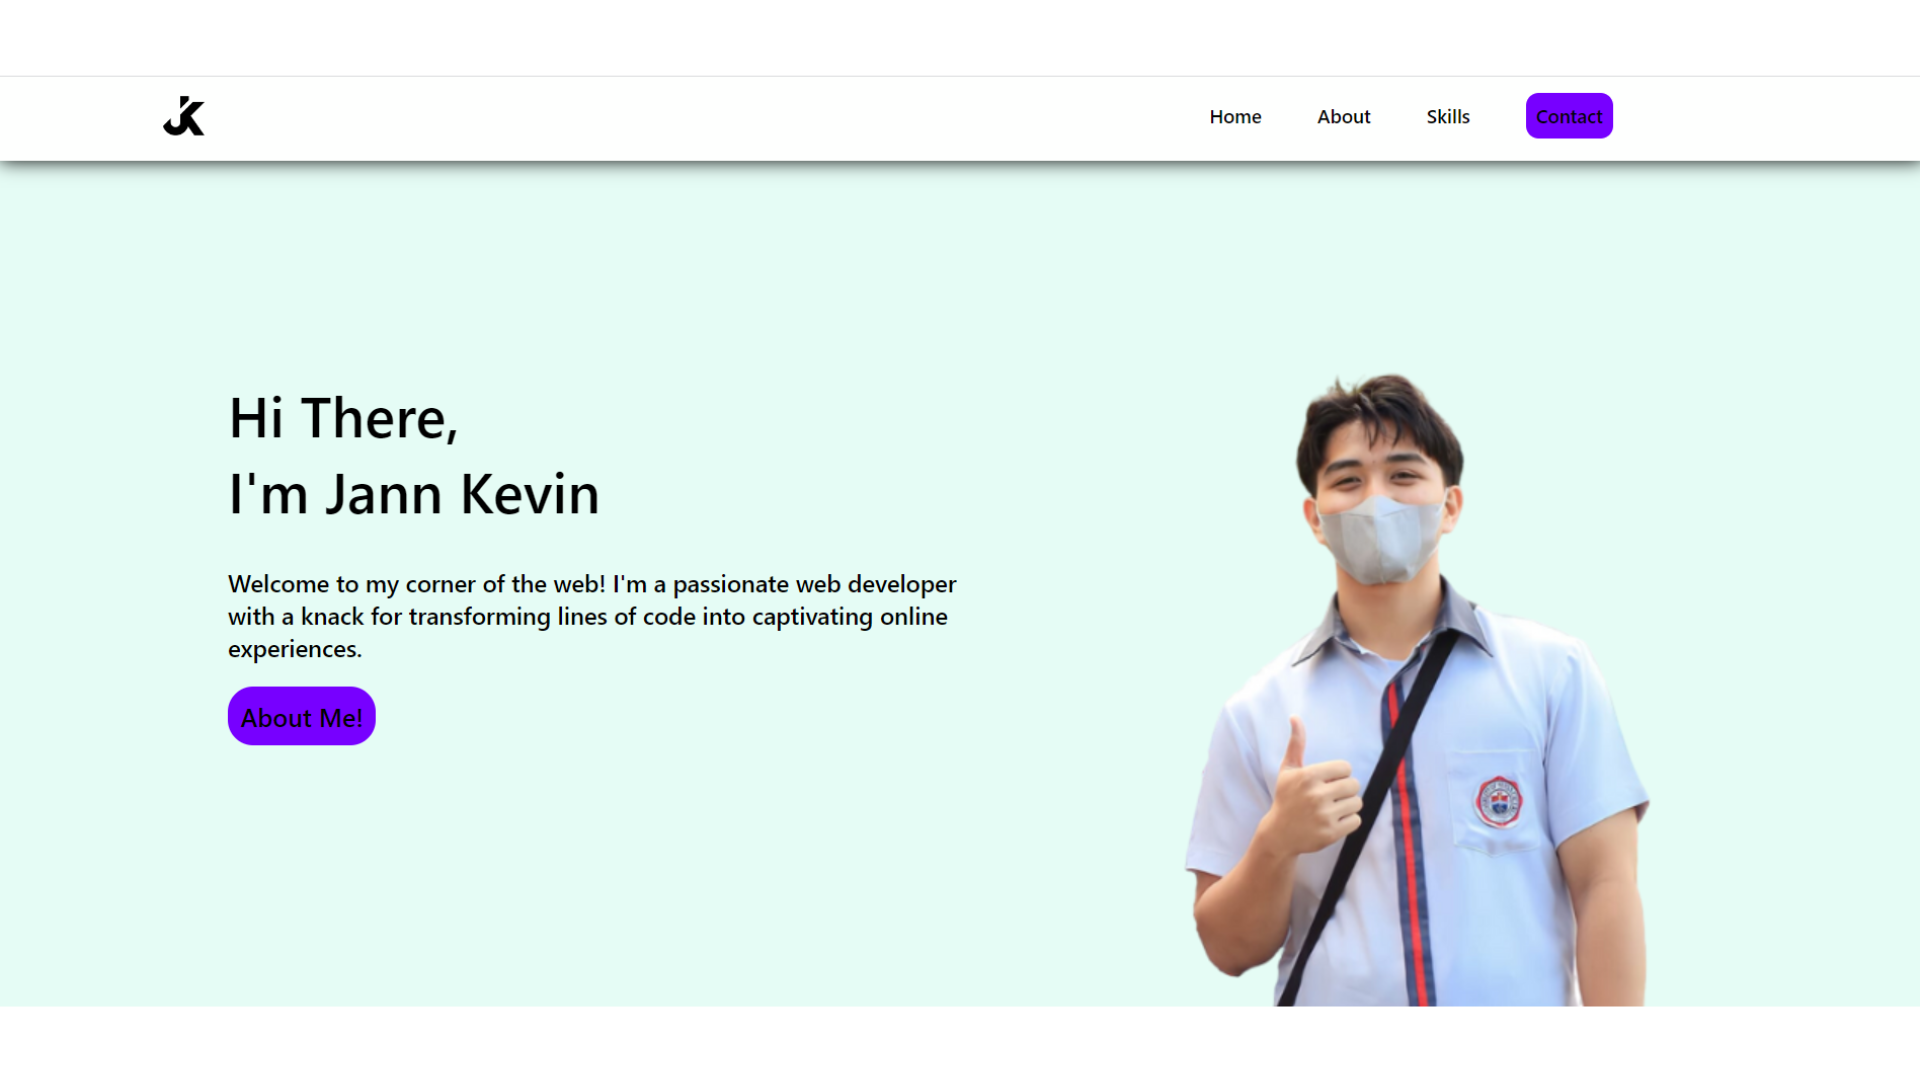 JK
Home About Skills Contact
Hi There,
I'm Jann Kevin
Welcome to my corner of the web! I'm a passionate web developer
with a knack for transforming lines of code into captivating online
experiences.
About Me!